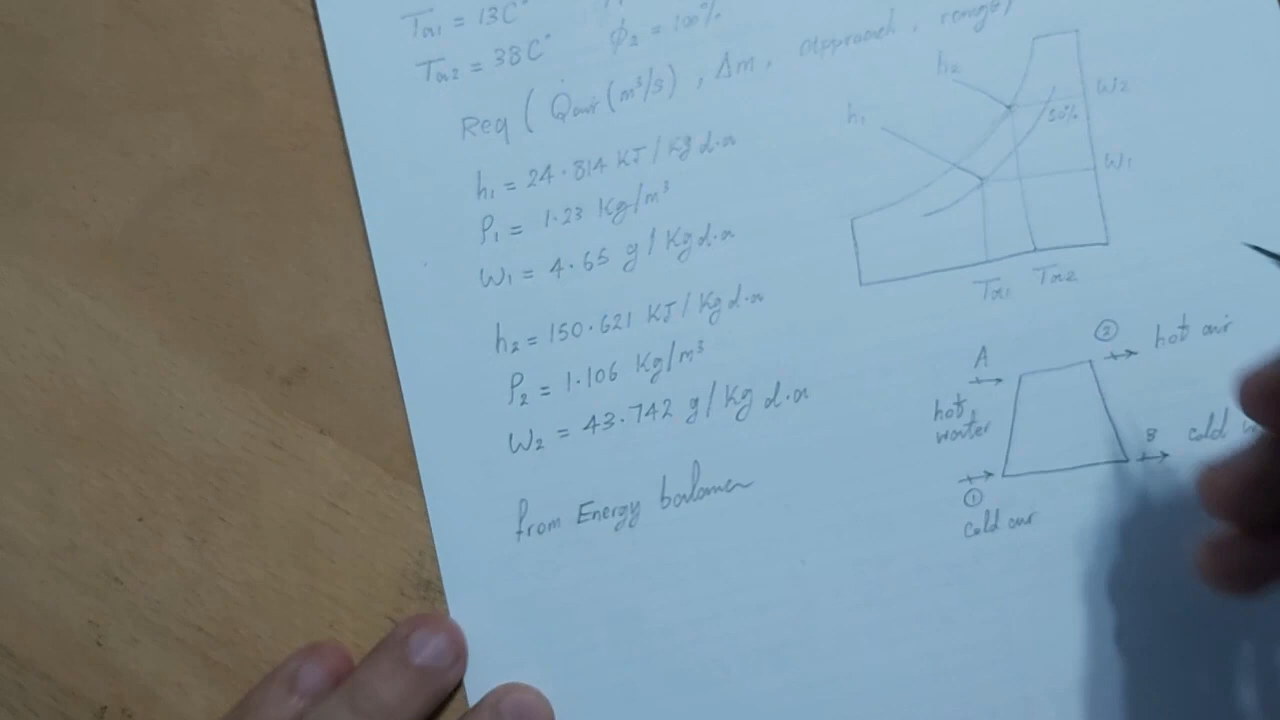 Ta1 = 13C°
Ta2 = 38C° ϕ2 = 100%
Req ( Q̇air (m³/s) , Δm , approach , range)
h1 = 24.814 KJ/Kg d.a
ρ1 = 1.23 Kg/m³
W1 = 4.65 g/Kg d.a
h2 = 150.621 KJ/Kg d.a
ρ2 = 1.106 Kg/m³
W2 = 43.742 g/Kg d.a
from Energy balance
h2
h1
W2
50%
W1
Ta1 Ta2
② hot air
A
hot water
B cold
①
cold air